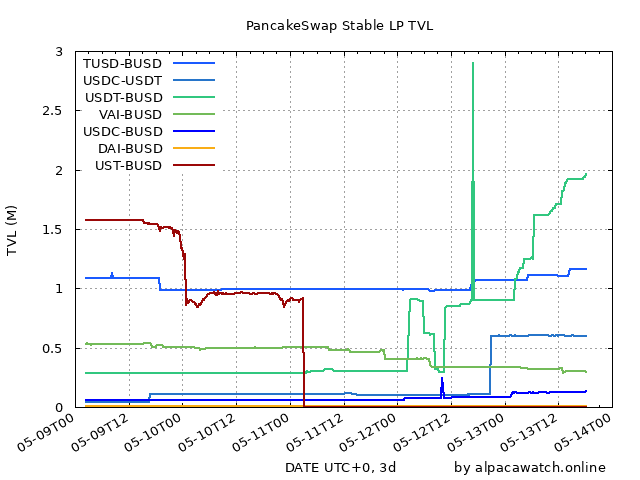 PancakeSwap Stable LP TVL
3
2.5
2
1.5
1
0.5
0
TVL (M)
TUSD-BUSD
USDC-USDT
USDT-BUSD
VAI-BUSD
USDC-BUSD
DAI-BUSD
UST-BUSD
05-09T00
05-09T12
05-10T00
05-10T12
05-11T00
05-11T12
05-12T00
05-12T12
05-13T00
05-13T12
05-14T00
DATE UTC+0, 3d
by alpacawatch.online